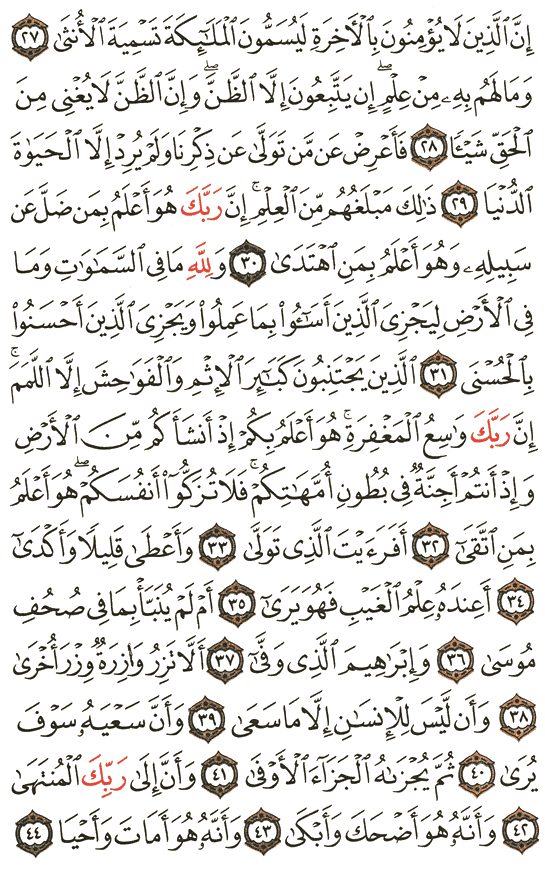 إِنَّ ٱلَّذِينَ لَا يُؤْمِنُونَ بِٱلْأَخِرَةِ لَيُسَمُّونَ ٱلْمَلَـٰٓئِكَةَ تَسْمِيَةَ ٱلْأُنثَىٰ ٢٧
وَمَا لَهُم بِهِۦ مِنْ عِلْمٍ ۖ إِن يَتَّبِعُونَ إِلَّا ٱلظَّنَّ ۖ وَإِنَّ ٱلظَّنَّ لَا يُغْنِى مِنَ
ٱلْحَقِّ شَيْـًٔا ٢٨ فَأَعْرِضْ عَن مَّن تَوَلَّىٰ عَن ذِكْرِنَا وَلَمْ يُرِدْ إِلَّا ٱلْحَيَوٰةَ
ٱلدُّنْيَا ٢٩ ذَٰلِكَ مَبْلَغُهُم مِّنَ ٱلْعِلْمِ ۚ إِنَّ رَبَّكَ هُوَ أَعْلَمُ بِمَن ضَلَّ عَن
سَبِيلِهِۦ وَهُوَ أَعْلَمُ بِمَنِ ٱهْتَدَىٰ ٣٠ وَلِلَّهِ مَا فِى ٱلسَّمَـٰوَٰتِ وَمَا
فِى ٱلْأَرْضِ لِيَجْزِىَ ٱلَّذِينَ أَسَـٰٓـُٔوا۟ بِمَا عَمِلُوا۟ وَيَجْزِىَ ٱلَّذِينَ أَحْسَنُوا۟
بِٱلْحُسْنَى ٣١ ٱلَّذِينَ يَجْتَنِبُونَ كَبَـٰٓئِرَ ٱلْإِثْمِ وَٱلْفَوَٰحِشَ إِلَّا ٱللَّمَمَ ۚ
إِنَّ رَبَّكَ وَٰسِعُ ٱلْمَغْفِرَةِ ۚ هُوَ أَعْلَمُ بِكُمْ إِذْ أَنشَأَكُم مِّنَ ٱلْأَرْضِ
وَإِذْ أَنتُمْ أَجِنَّةٌ فِى بُطُونِ أُمَّهَـٰتِكُمْ ۖ فَلَا تُزَكُّوٓا۟ أَنفُسَكُمْ ۖ هُوَ أَعْلَمُ
بِمَنِ ٱتَّقَىٰٓ ٣٢ أَفَرَءَيْتَ ٱلَّذِى تَوَلَّىٰ ٣٣ وَأَعْطَىٰ قَلِيلًا وَأَكْدَىٰٓ
٣٤ أَعِندَهُۥ عِلْمُ ٱلْغَيْبِ فَهُوَ يَرَىٰٓ ٣٥ أَمْ لَمْ يُنَبَّأْ بِمَا فِى صُحُفِ
مُوسَىٰ ٣٦ وَإِبْرَٰهِيمَ ٱلَّذِى وَفَّىٰٓ ٣٧ أَلَّا تَزِرُ وَازِرَةٌ وِزْرَ أُخْرَىٰ
٣٨ وَأَن لَّيْسَ لِلْإِنسَـٰنِ إِلَّا مَا سَعَىٰ ٣٩ وَأَنَّ سَعْيَهُۥ سَوْفَ
يُرَىٰ ٤٠ ثُمَّ يُجْزَىٰهُ ٱلْجَزَآءَ ٱلْأَوْفَىٰ ٤١ وَأَنَّ إِلَىٰ رَبِّكَ ٱلْمُنتَهَىٰ
٤٢ وَأَنَّهُۥ هُوَ أَضْحَكَ وَأَبْكَىٰ ٤٣ وَأَنَّهُۥ هُوَ أَمَاتَ وَأَحْيَا ٤٤